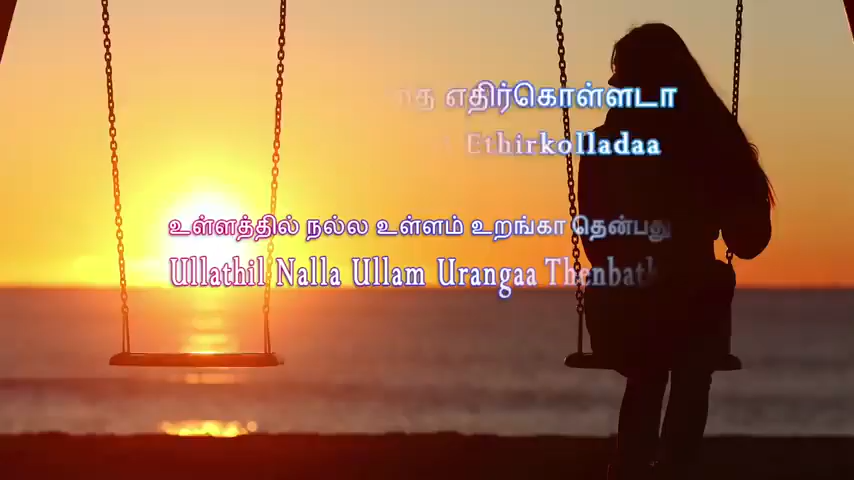 எதிர்கொள்ளடா
Ethirkolladaa
உள்ளத்தில் நல்ல உள்ளம் உறங்கா தென்பது
Ullathil Nalla Ullam Urangaa